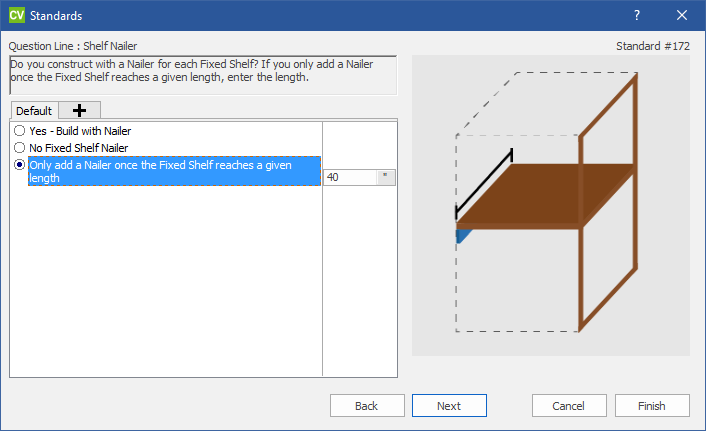 CV Standards ? ×
Question Line : Shelf Nailer
Standard #172
Do you construct with a Nailer for each Fixed Shelf? If you only add a Nailer
once the Fixed Shelf reaches a given length, enter the length.
Default +
Yes - Build with Nailer
No Fixed Shelf Nailer
Only add a Nailer once the Fixed Shelf reaches a given
length
40 "
Back
Next
Cancel
Finish